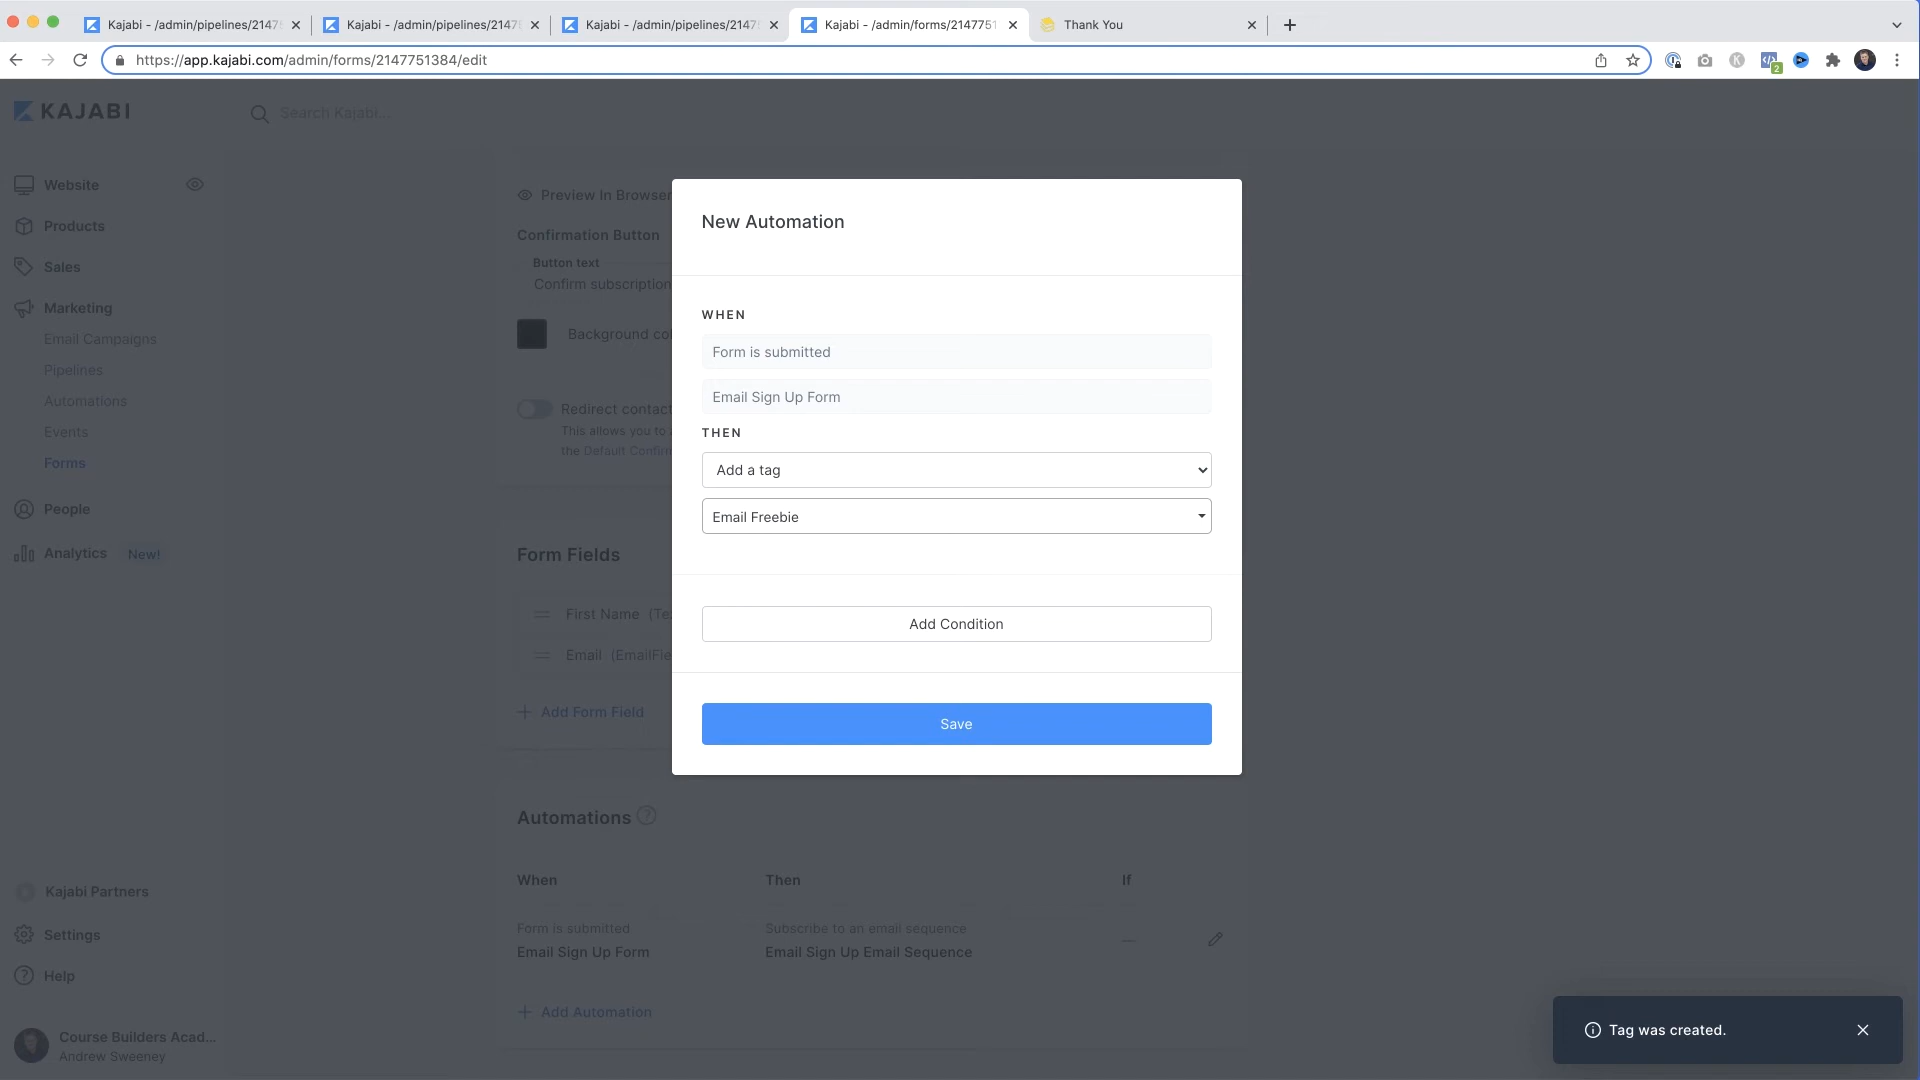 Kajabi - /admin/pipelines/2147
Kajabi - /admin/pipelines/2147
Kajabi - /admin/pipelines/2147
Kajabi - /admin/forms/2147751
Thank You
https://app.kajabi.com/admin/forms/2147751384/edit
2
KAJABI
Search Kajabi...
Website
Products
Sales
Marketing
Email Campaigns
Pipelines
Automations
Events
Forms
People
Analytics New!
Kajabi Partners
Settings
Help
Course Builders Acad...
Andrew Sweeney
Preview In Browser
Confirmation Button
Button text
Confirm subscription
Background
Redirect contact
This allows you to
the Default
Form Fields
First Name
Email
Add Form Field
New Automation
WHEN
Form is submitted
Email Sign Up Form
THEN
Add a tag
Email Freebie
Add Condition
Save
Automations
When Then If
Form is submitted Subscribe to an email sequence
Email Sign Up Form Email Sign Up Email Sequence
Add Automation
Tag was created.